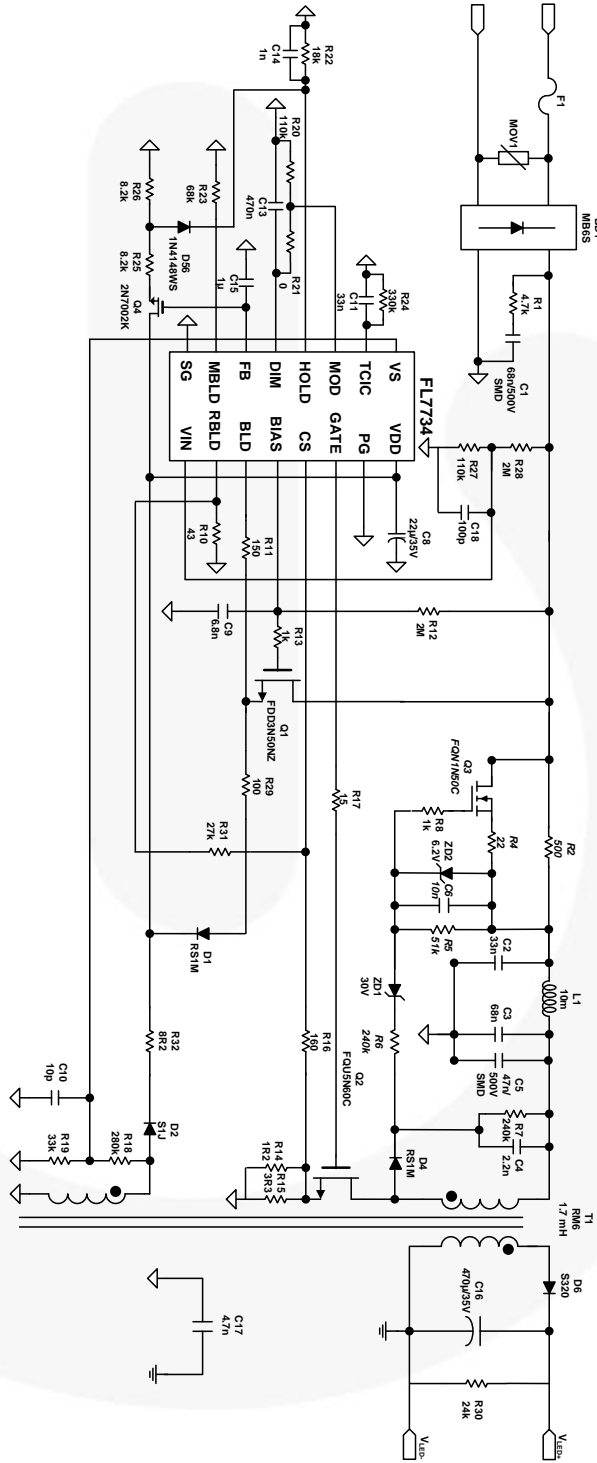 F1
MOV1
MB6S
R1
4.7k
C1
68n/500V
SMD
R28
2M
R27
110k
C18
100p
R22
18k
C14
1n
R20
110k
C13
470n
R21
0
R24
330k
C11
33n
R23
68k
R26
8.2k
D56
1N4148WS
R25
8.2k
Q4
2N7002K
C15
1µ
FL7734
VS
TCIC
MOD
HOLD
DIM
FB
MBLD
SG
VDD
PG
GATE
CS
BIAS
BLD
RBLD
VIN
C8
22µ/35V
R10
43
R11
150
R12
2M
C9
6.8n
R13
1k
Q1
FDD3N50NZ
R29
100
R17
15
R31
27k
D1
RS1M
R2
500
Q3
FQN1N50C
R4
22
R8
1k
ZD2
6.2V
C6
10n
R5
51k
ZD1
30V
R6
240k
C2
33n
L1
10m
C3
68n
C5
47n/
500V
SMD
R7
240k
C4
2.2n
D4
RS1M
R16
160
Q2
FQU5N60C
R14
1R2
R15
3R3
R32
8R2
D2
S1J
C10
10p
R18
280k
R19
33k
T1
RM6
1.7 mH
D6
S320
C16
470µ/35V
R30
24k
C17
4.7n
VLED+
VLED-